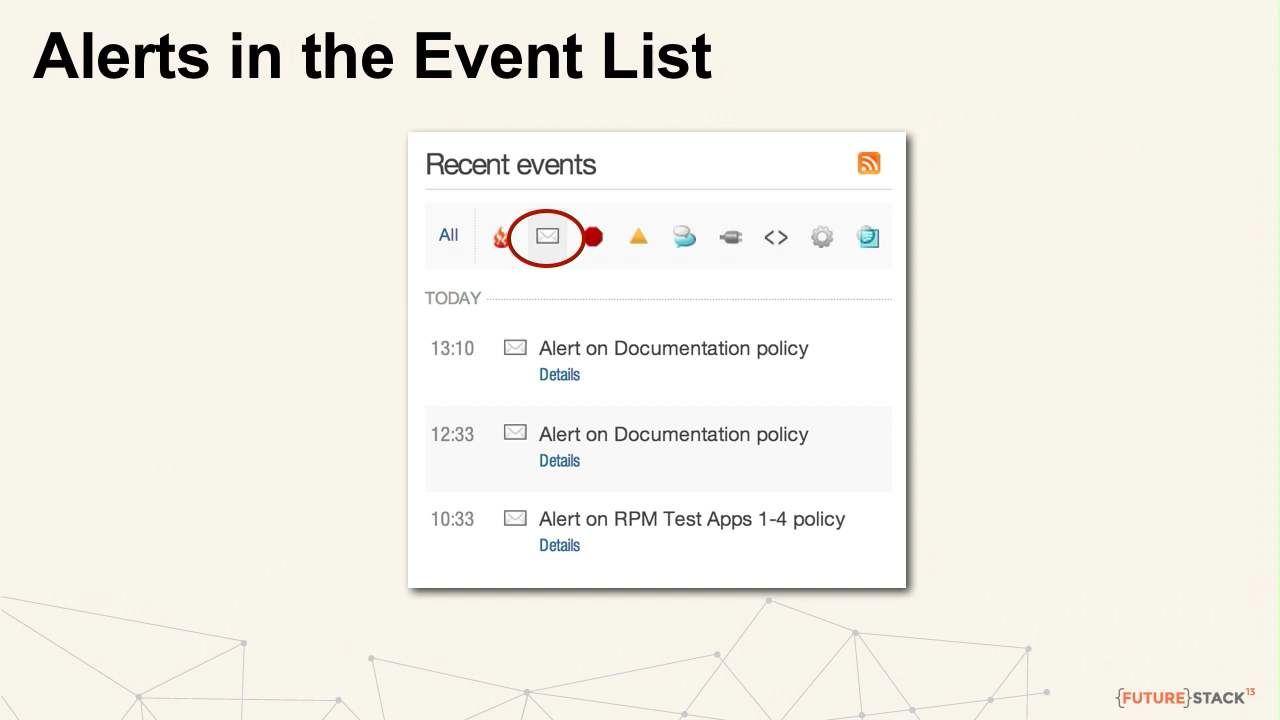 Alerts in the Event List
Recent events
All
TODAY
13:10 Alert on Documentation policy
Details
12:33 Alert on Documentation policy
Details
10:33 Alert on RPM Test Apps 1-4 policy
Details
{FUTURE}STACK13